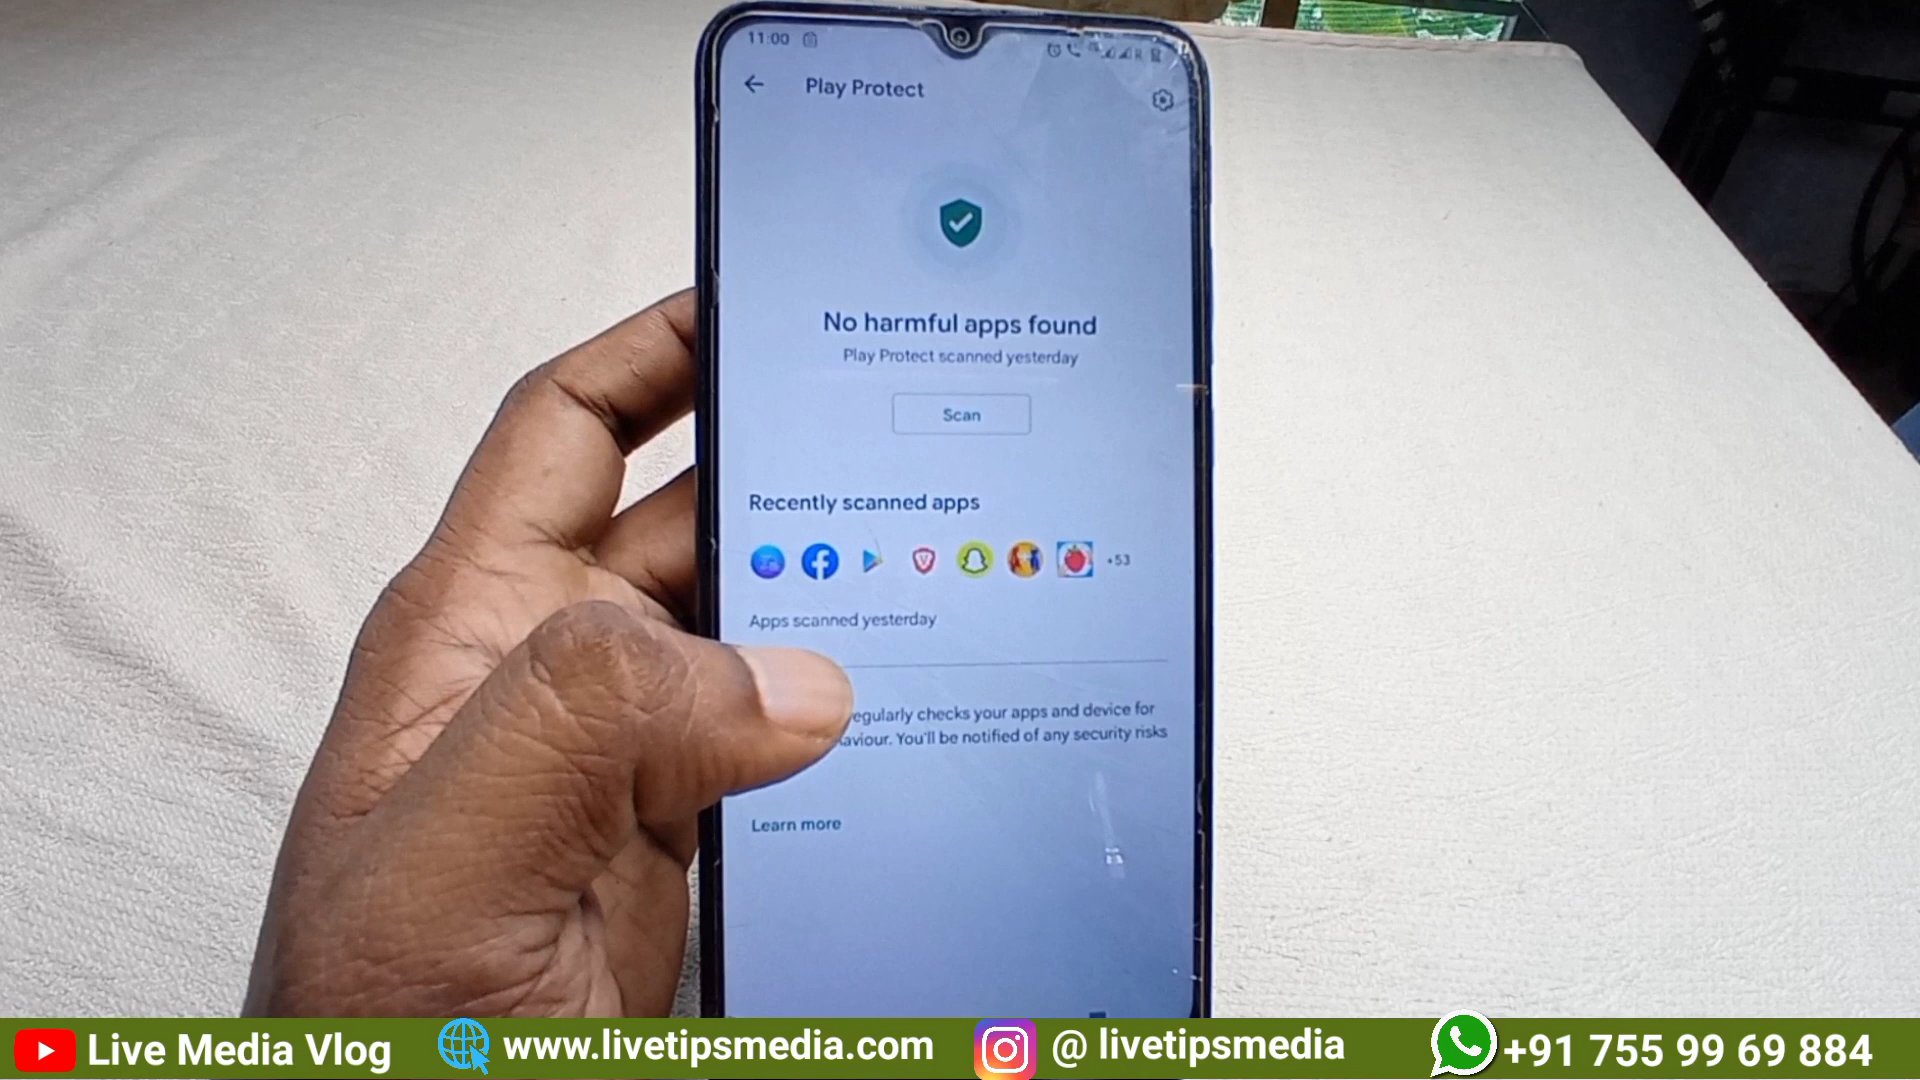 11:00
Play Protect
No harmful apps found
Play Protect scanned yesterday
Scan
Recently scanned apps
+53
Apps scanned yesterday
egularly checks your apps and device for
aviour. You'll be notified of any security risks
Learn more
Live Media Vlog
www.livetipsmedia.com
@ livetipsmedia
+91 755 99 69 884